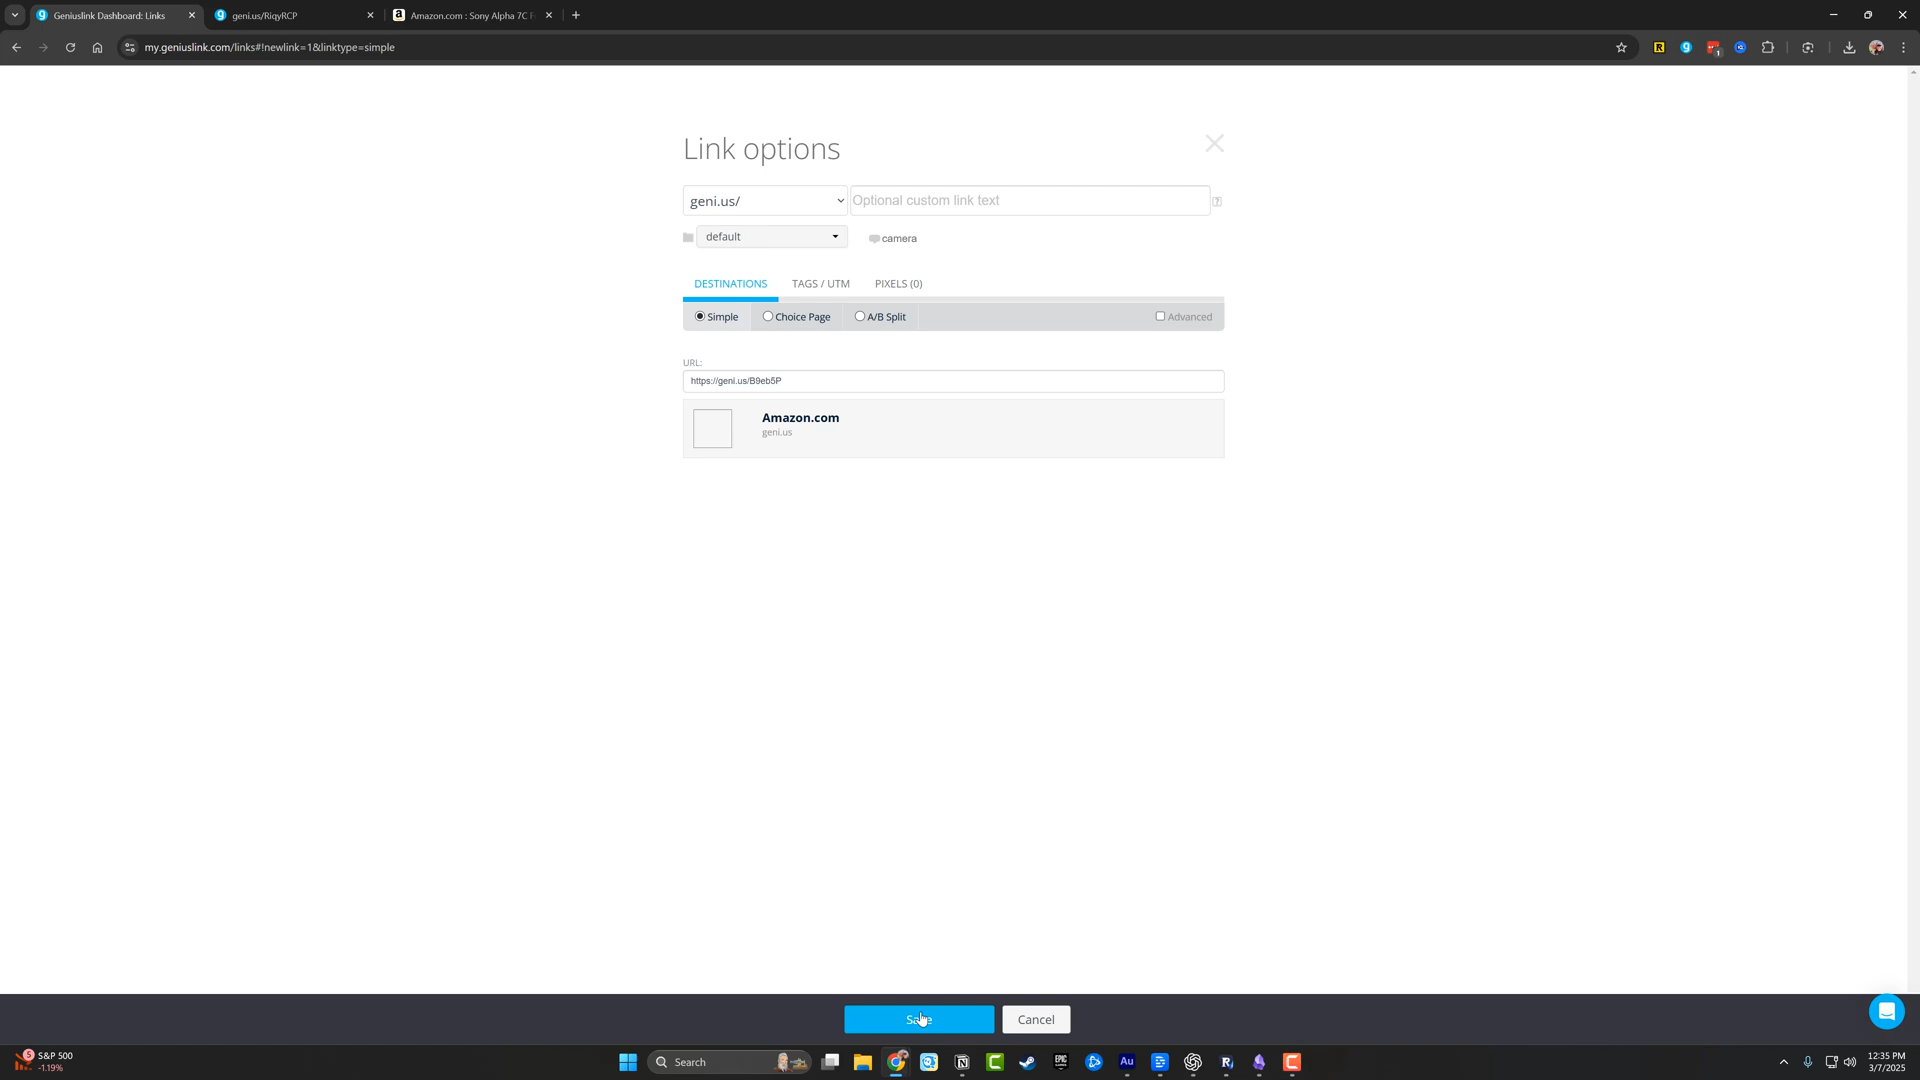 Geniuslink Dashboard: Links
geni.us/RiqyRCP
Amazon.com : Sony Alpha 7C F
my.geniuslink.com/links#!newlink=1&linktype=simple
Link options
geni.us/
Optional custom link text
default
camera
DESTINATIONS
TAGS / UTM
PIXELS (0)
Simple
Choice Page
A/B Split
Advanced
URL:
https://geni.us/B9eb5P
Amazon.com
geni.us
Save
Cancel
S&P 500
-1.19%
Search
12:35 PM
3/7/2025